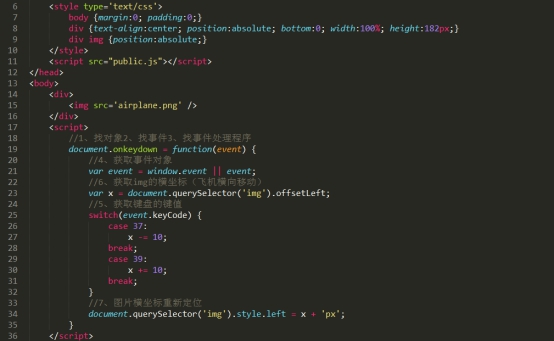 6 <style type='text/css'>
7 body {margin:0; padding:0;}
8 div {text-align:center; position:absolute; bottom:0; width:100%; height:182px;}
9 div img {position:absolute;}
10 </style>
11 <script src="public.js"></script>
12 </head>
13 <body>
14 <div>
15 <img src='airplane.png' />
16 </div>
17 <script>
18 //1、找对象2、找事件3、找事件处理程序
19 document.onkeydown = function(event) {
20 //4、获取事件对象
21 var event = window.event || event;
22 //6、获取img的横坐标（飞机横向移动）
23 var x = document.querySelector('img').offsetLeft;
24 //5、获取键盘的键值
25 switch(event.keyCode) {
26 case 37:
27 x -= 10;
28 break;
29 case 39:
30 x += 10;
31 break;
32 }
33 //7、图片横坐标重新定位
34 document.querySelector('img').style.left = x + 'px';
35 }
36 </script>